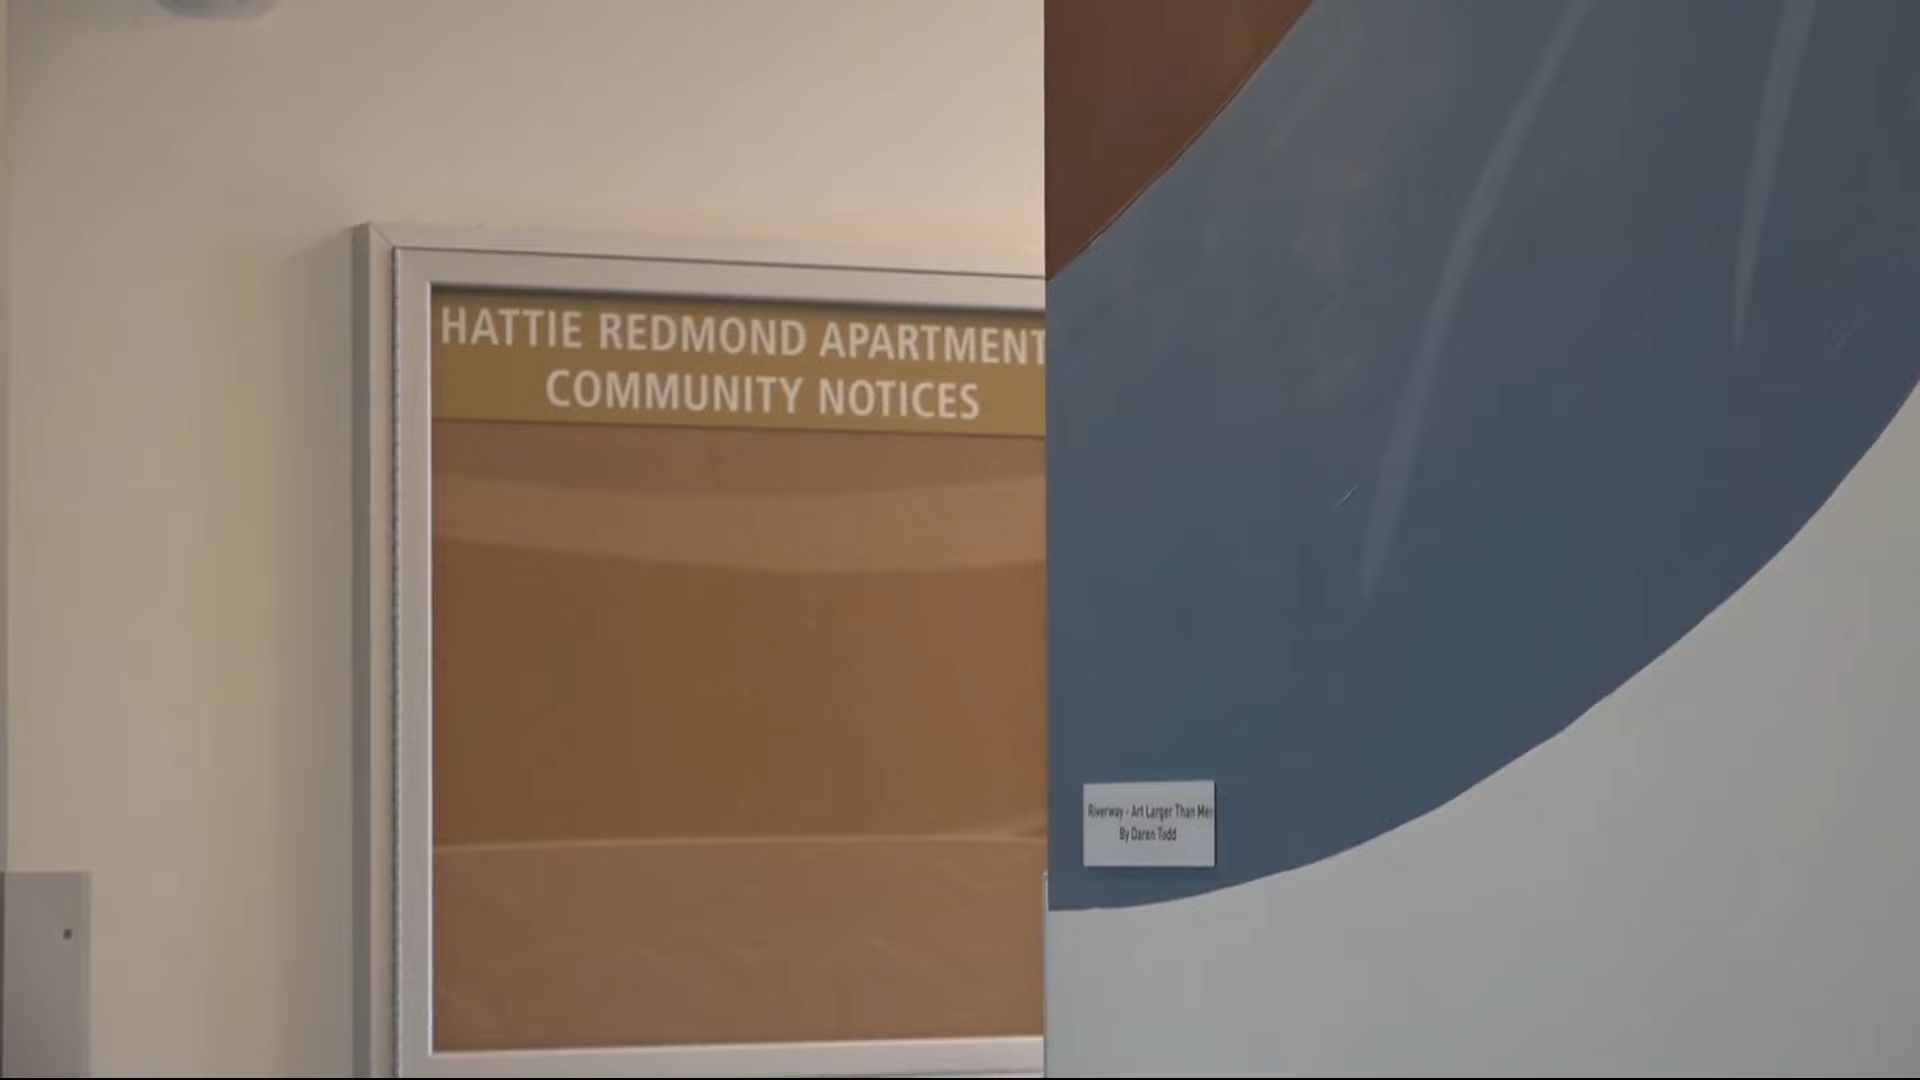 HATTIE REDMOND APARTMENT
COMMUNITY NOTICES
Riverway - Art Larger Than Me
By Daren Todd